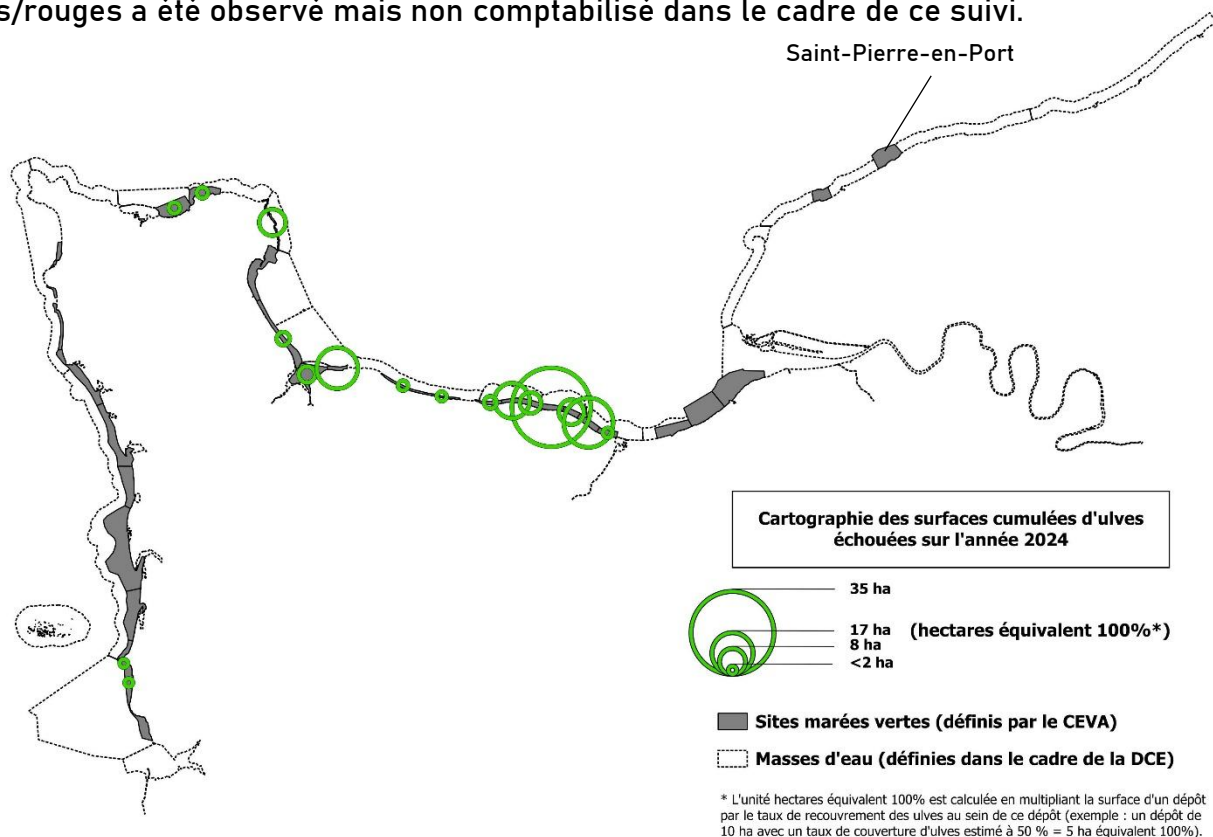 s/rouges a été observé mais non comptabilisé dans le cadre de ce suivi.
Saint-Pierre-en-Port
Cartographie des surfaces cumulées d'ulves
échouées sur l'année 2024
35 ha
17 ha (hectares équivalent 100%*)
8 ha
<2 ha
Sites marées vertes (définis par le CEVA)
Masses d'eau (définies dans le cadre de la DCE)
* L'unité hectares équivalent 100% est calculée en multipliant la surface d'un dépôt
par le taux de recouvrement des ulves au sein de ce dépôt (exemple : un dépôt de
10 ha avec un taux de couverture d'ulves estimé à 50 % = 5 ha équivalent 100%).